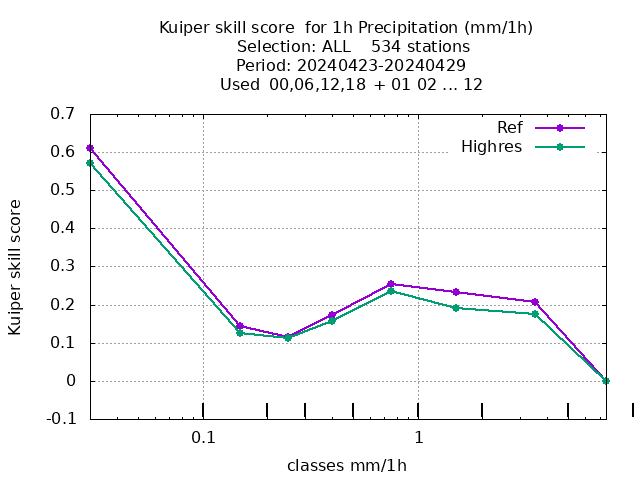 Kuiper skill score  for 1h Precipitation (mm/1h)
Selection: ALL    534 stations
Period: 20240423-20240429
Used  00,06,12,18  + 01 02 ... 12
Ref
Highres
0.7
0.6
0.5
0.4
0.3
0.2
0.1
0
-0.1
Kuiper skill score
0.1 1
classes mm/1h